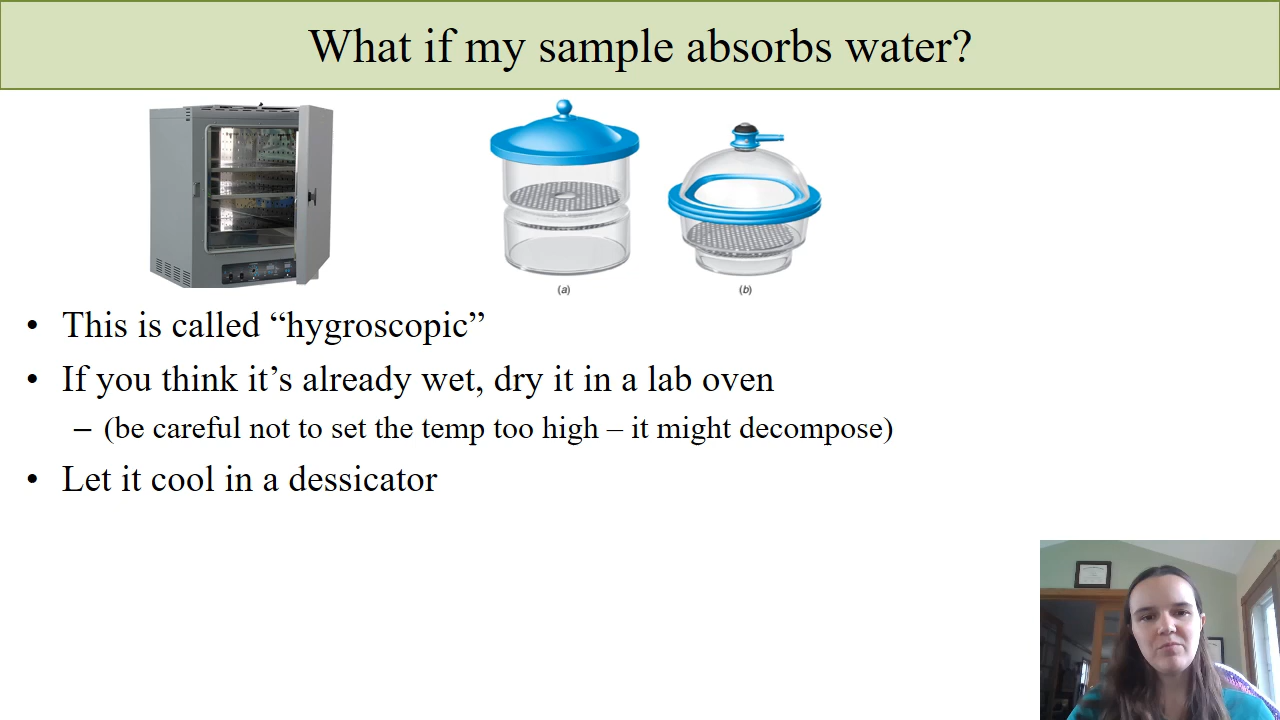 What if my sample absorbs water?
(a)
(b)
• This is called “hygroscopic”
• If you think it’s already wet, dry it in a lab oven
– (be careful not to set the temp too high – it might decompose)
• Let it cool in a dessicator